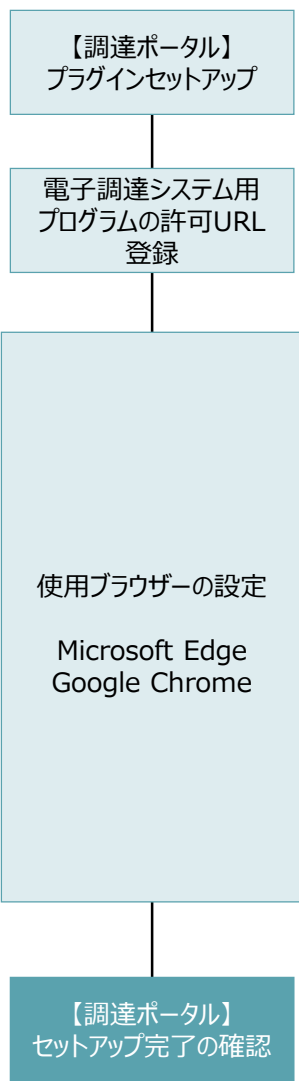 【調達ポータル】
プラグインセットアップ
電子調達システム用
プログラムの許可URL
登録
使用ブラウザーの設定
Microsoft Edge
Google Chrome
【調達ポータル】
セットアップ完了の確認